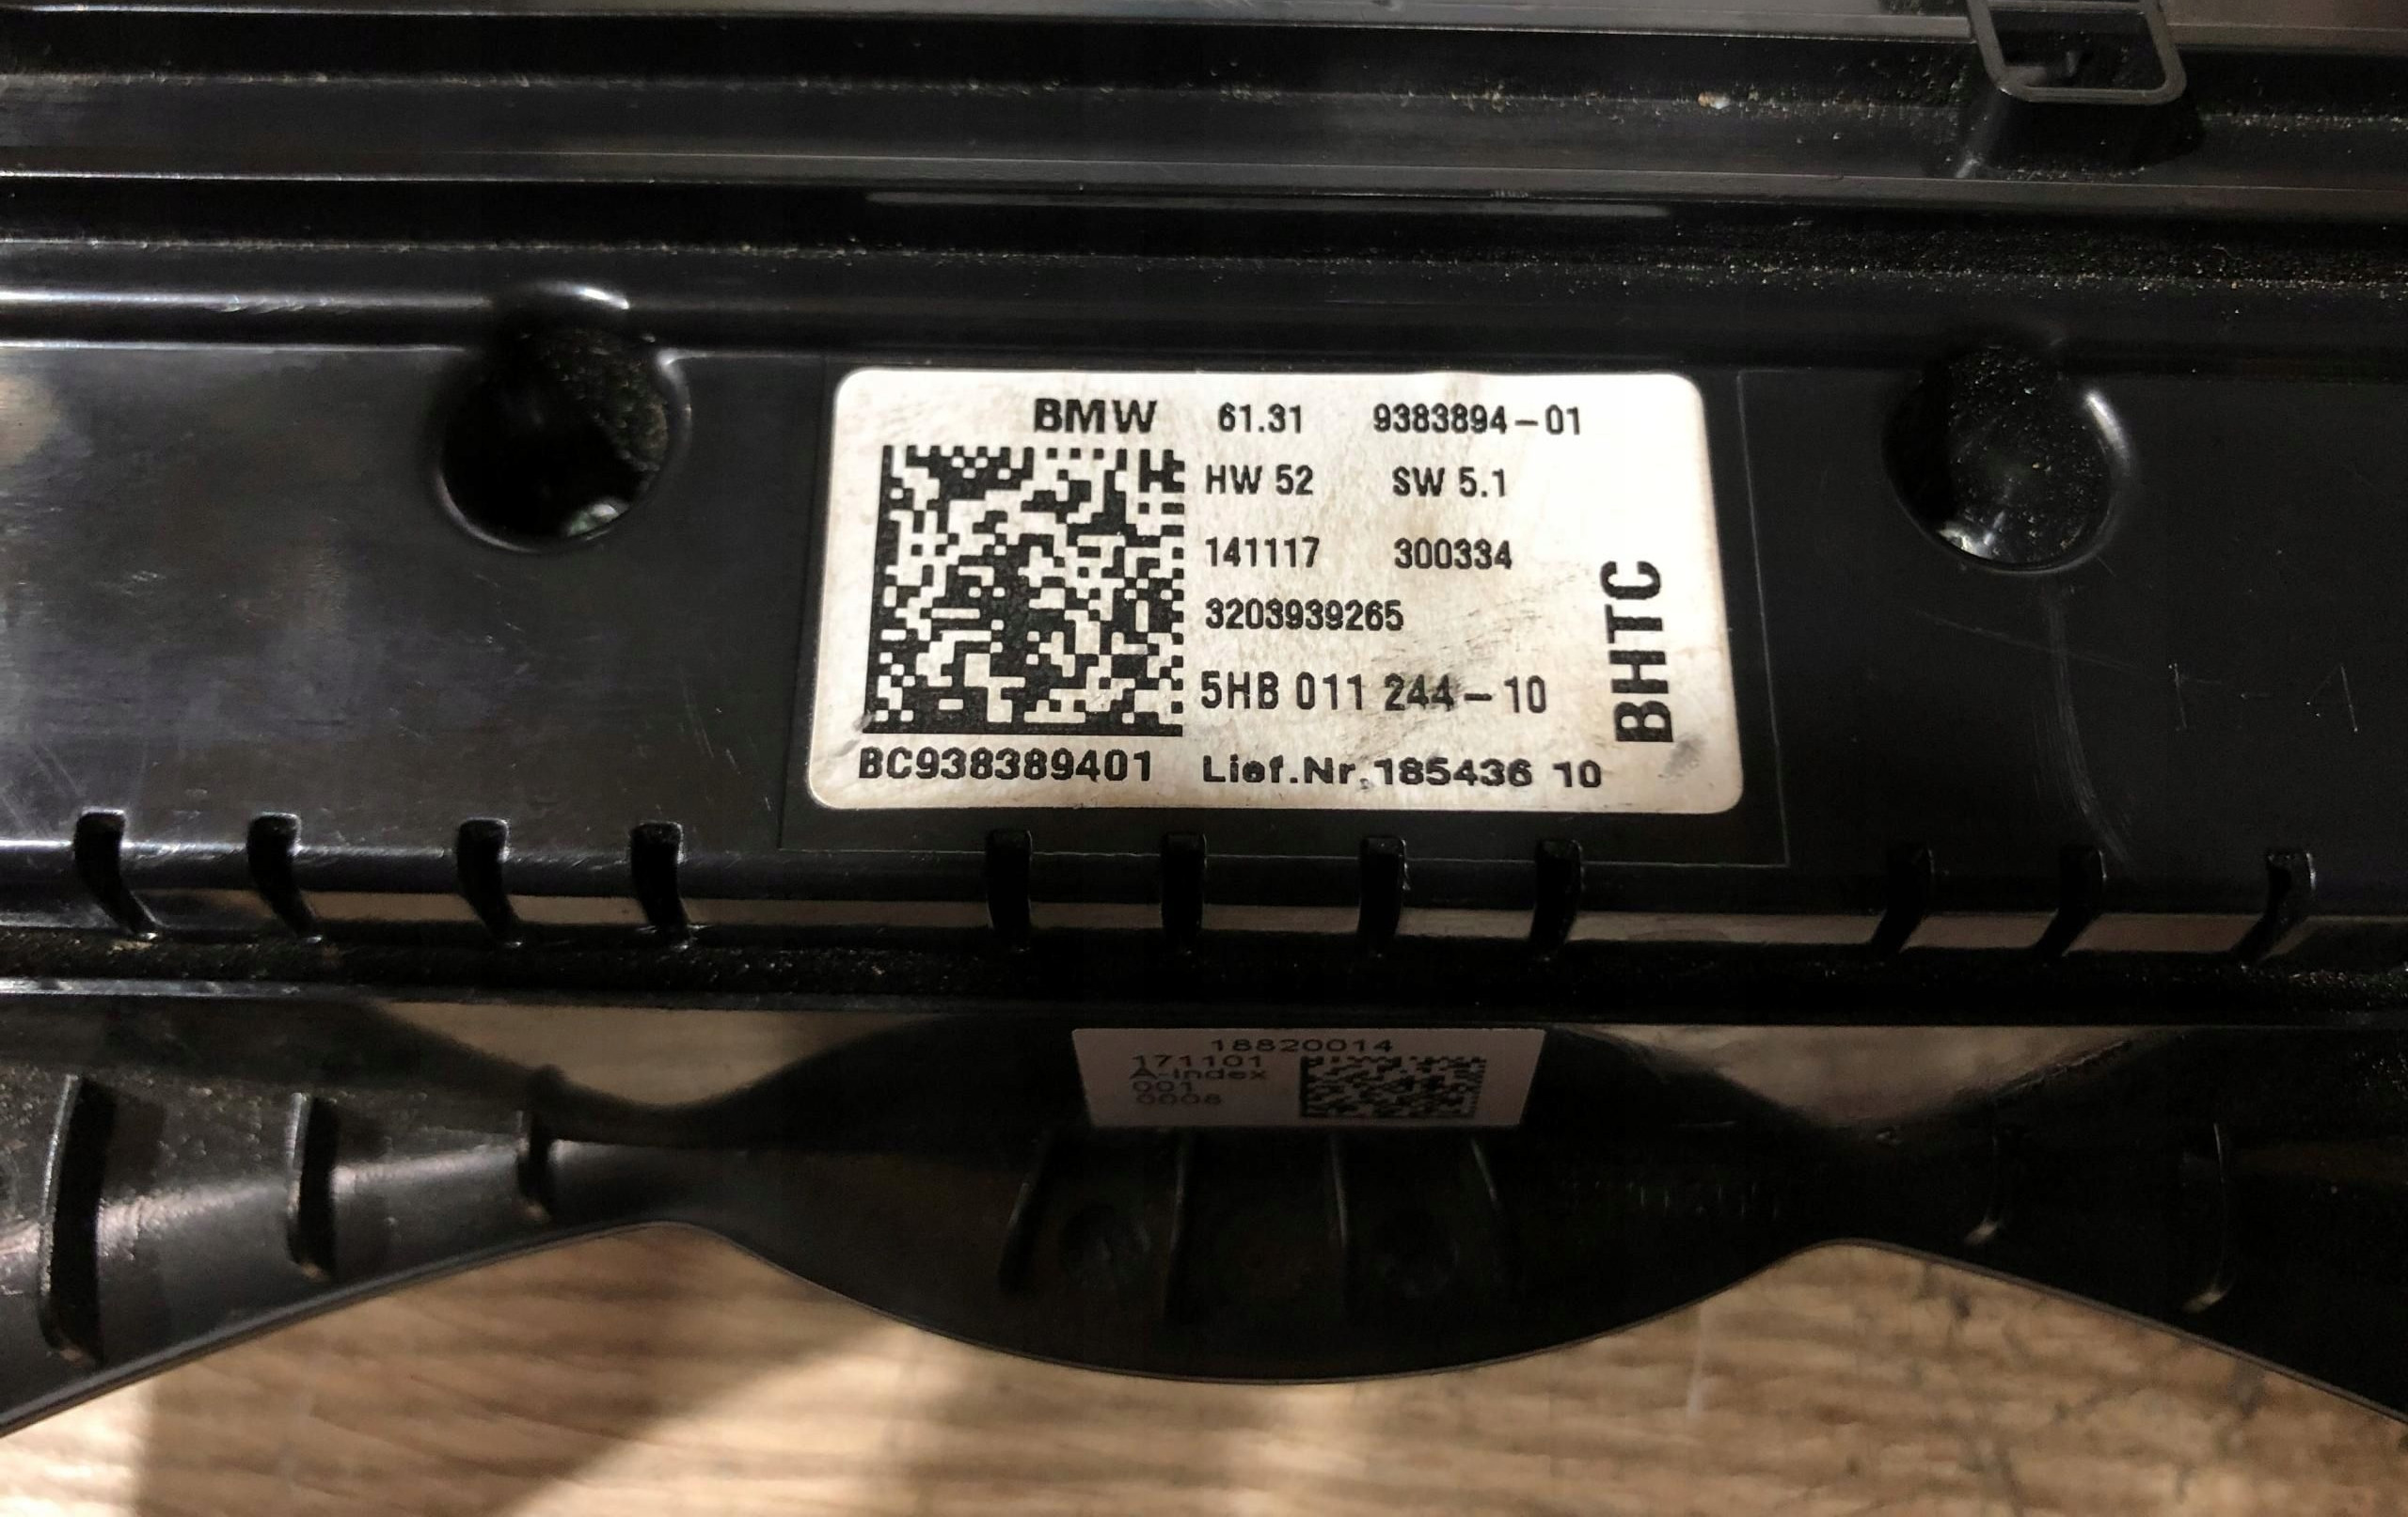 BMW 61.31 9383894-01
HW 52 SW 5.1
141117 300334
3203939265
5HB 011 244-10
BHTC
BC938389401 Lief.Nr.185436 10
18820014
171101
A-Index
001
0008